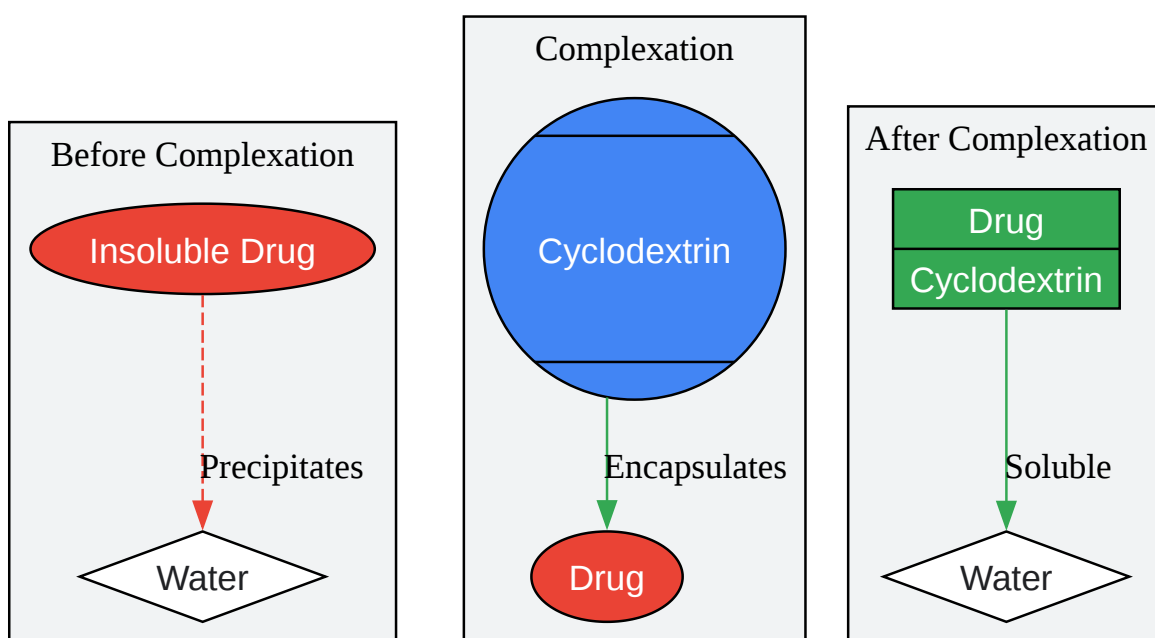 Before Complexation
Insoluble Drug
Precipitates
Water
Complexation
Cyclodextrin
Encapsulates
Drug
After Complexation
Drug
Cyclodextrin
Soluble
Water